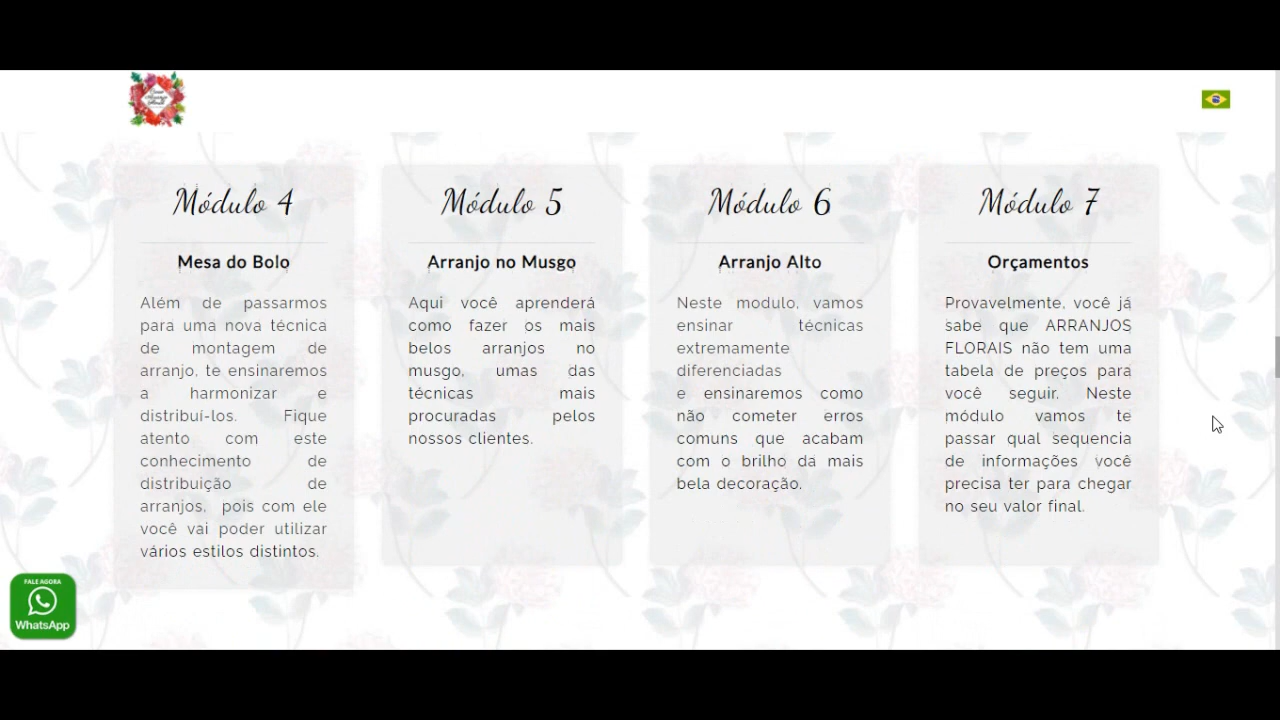 Módulo 4
Mesa do Bolo
Além de passarmos
para uma nova técnica
de montagem de
arranjo, te ensinaremos
a harmonizar e
distribuí-los. Fique
atento com este
conhecimento de
distribuição de
arranjos, pois com ele
você vai poder utilizar
vários estilos distintos.
Módulo 5
Arranjo no Musgo
Aqui você aprenderá
como fazer os mais
belos arranjos no
musgo, umas das
técnicas mais
procuradas pelos
nossos clientes.
Módulo 6
Arranjo Alto
Neste modulo, vamos
ensinar técnicas
extremamente
diferenciadas
e ensinaremos como
não cometer erros
comuns que acabam
com o brilho da mais
bela decoração.
Módulo 7
Orçamentos
Provavelmente, você já
sabe que ARRANJOS
FLORAIS não tem uma
tabela de preços para
você seguir. Neste
módulo vamos te
passar qual sequencia
de informações você
precisa ter para chegar
no seu valor final.
FALE AGORA
WhatsApp